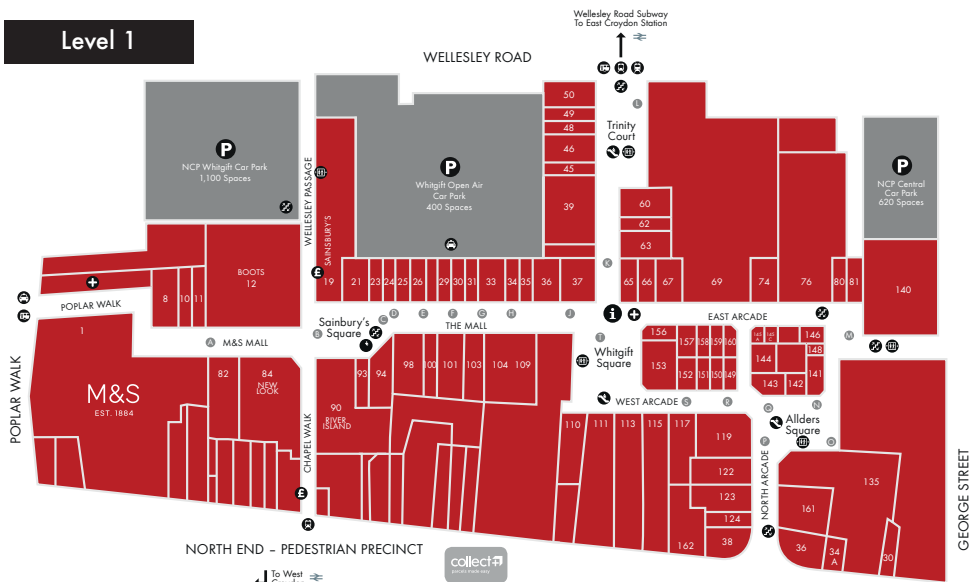 Level 1
Wellesley Road Subway
To East Croydon Station
WELLESLEY ROAD
L
Trinity
Court
P
NCP Whitgift Car Park
1,100 Spaces
WELLESLEY PASSAGE
SAINSBURY'S
£
19
P
Whitgift Open Air
Car Park
400 Spaces
50
49
48
46
45
39
60
62
63
P
NCP Central
Car Park
620 Spaces
K
21
23
24
25
26
29
30
31
33
34
35
36
37
65
66
67
69
74
76
80
81
140
POPLAR WALK
8
10
11
BOOTS
12
POPLAR WALK
1
M&S
EST. 1884
A
M&S MALL
82
84
NEW
LOOK
B
Sainbury's
Square
C
D
E
F
G
H
J
THE MALL
i
EAST ARCADE
M
T
Whitgift
Square
156
153
157
158
159
160
152
151
150
149
145
A
145
146
148
144
141
143
142
93
94
98
100
101
103
104
109
90
RIVER
ISLAND
CHAPEL WALK
£
WEST ARCADE
S
R
Q
N
Allders
Square
P
O
110
111
113
115
117
119
122
123
124
38
162
NORTH ARCADE
135
161
36
34
A
30
GEORGE STREET
NORTH END – PEDESTRIAN PRECINCT
collect+
parcels made easy
To West
Croydon